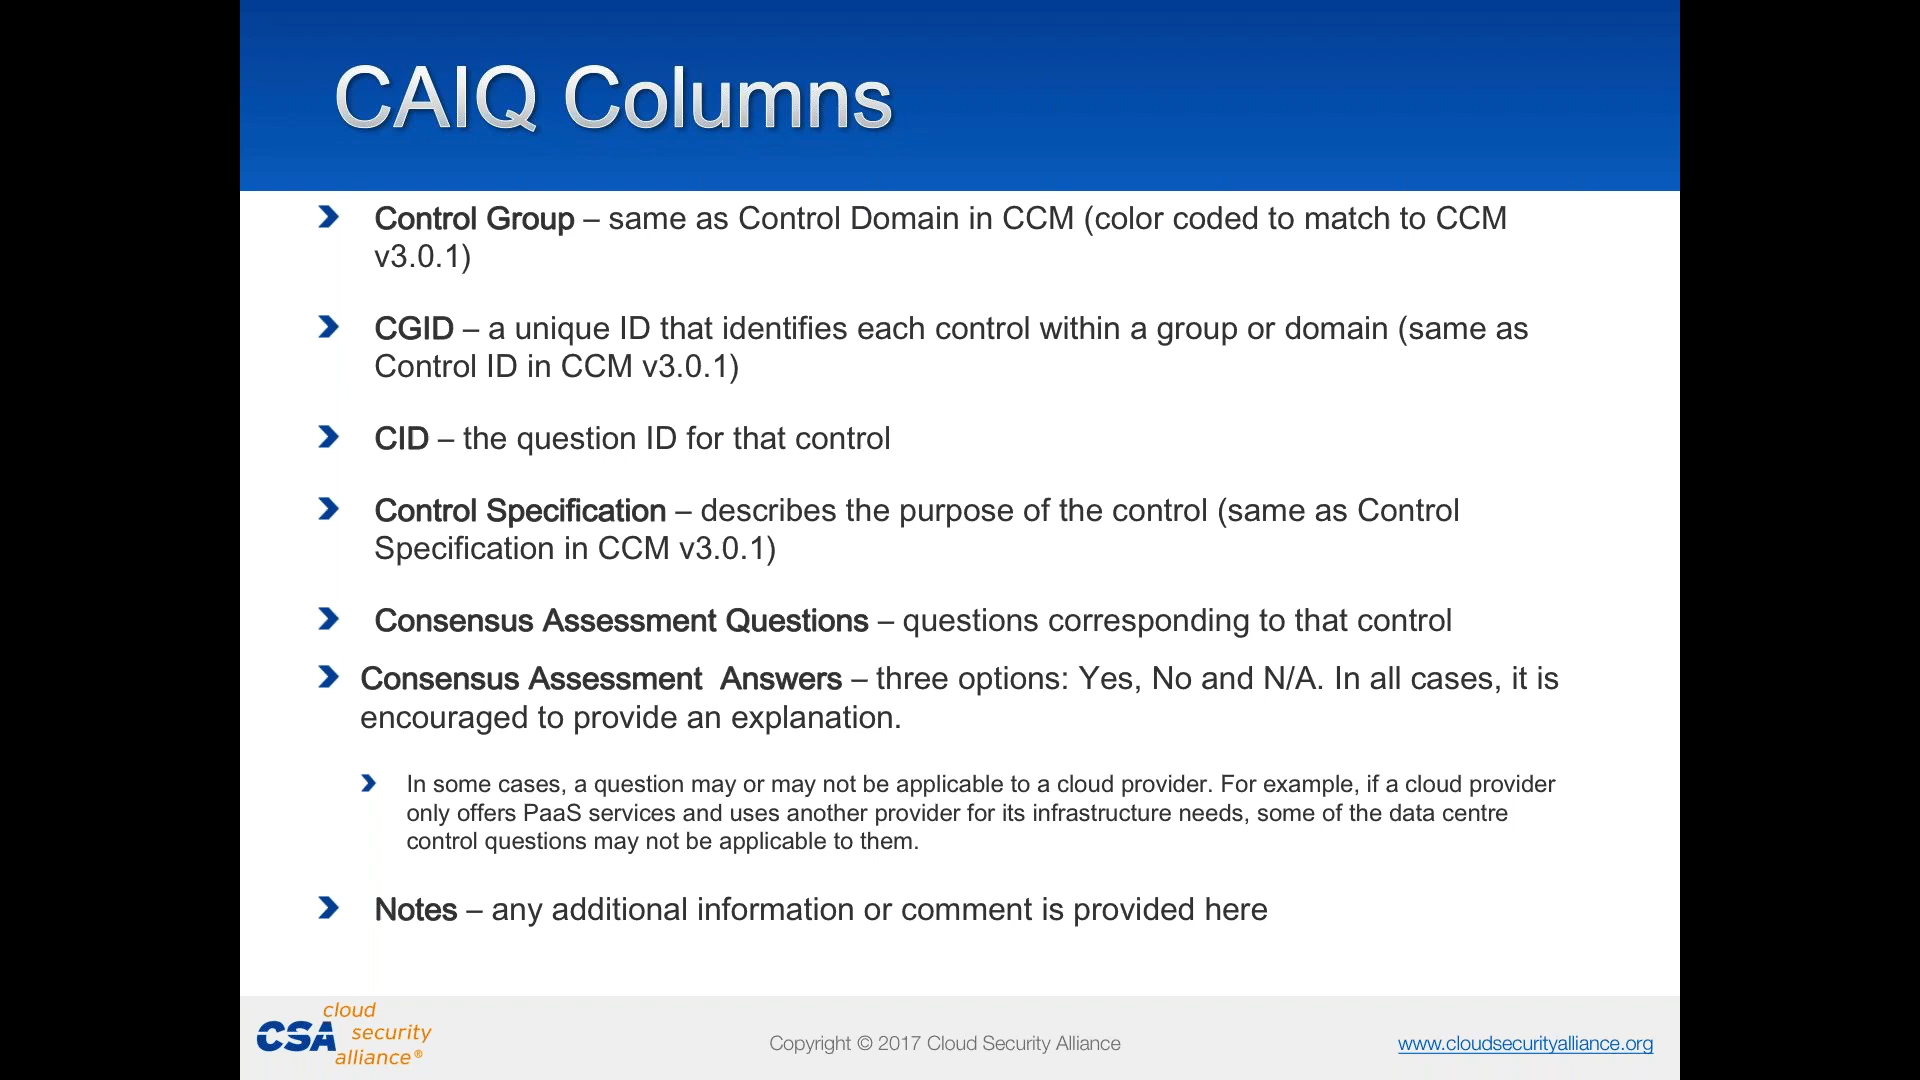 CAIQ Columns
Control Group – same as Control Domain in CCM (color coded to match to CCM
v3.0.1)
CGID – a unique ID that identifies each control within a group or domain (same as
Control ID in CCM v3.0.1)
CID – the question ID for that control
Control Specification – describes the purpose of the control (same as Control
Specification in CCM v3.0.1)
Consensus Assessment Questions – questions corresponding to that control
Consensus Assessment  Answers – three options: Yes, No and N/A. In all cases, it is
encouraged to provide an explanation.
In some cases, a question may or may not be applicable to a cloud provider. For example, if a cloud provider
only offers PaaS services and uses another provider for its infrastructure needs, some of the data centre
control questions may not be applicable to them.
Notes – any additional information or comment is provided here
cloud
CSA security
alliance®
Copyright © 2017 Cloud Security Alliance
www.cloudsecurityalliance.org